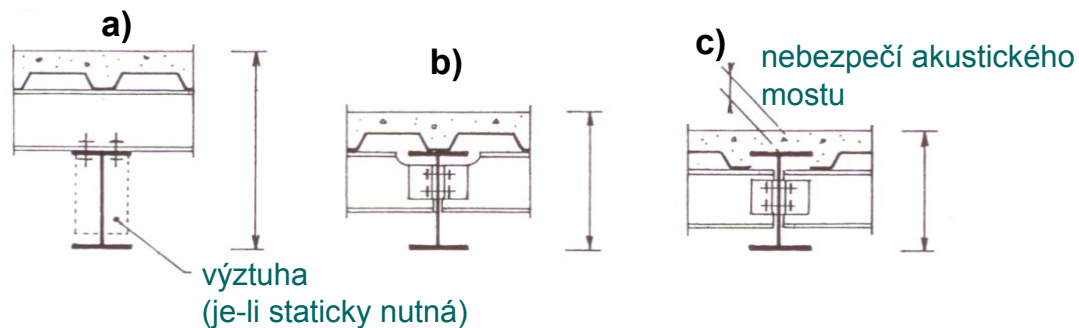 a)
b)
c)
nebezpečí akustického
mostu
výztuha
(je-li staticky nutná)